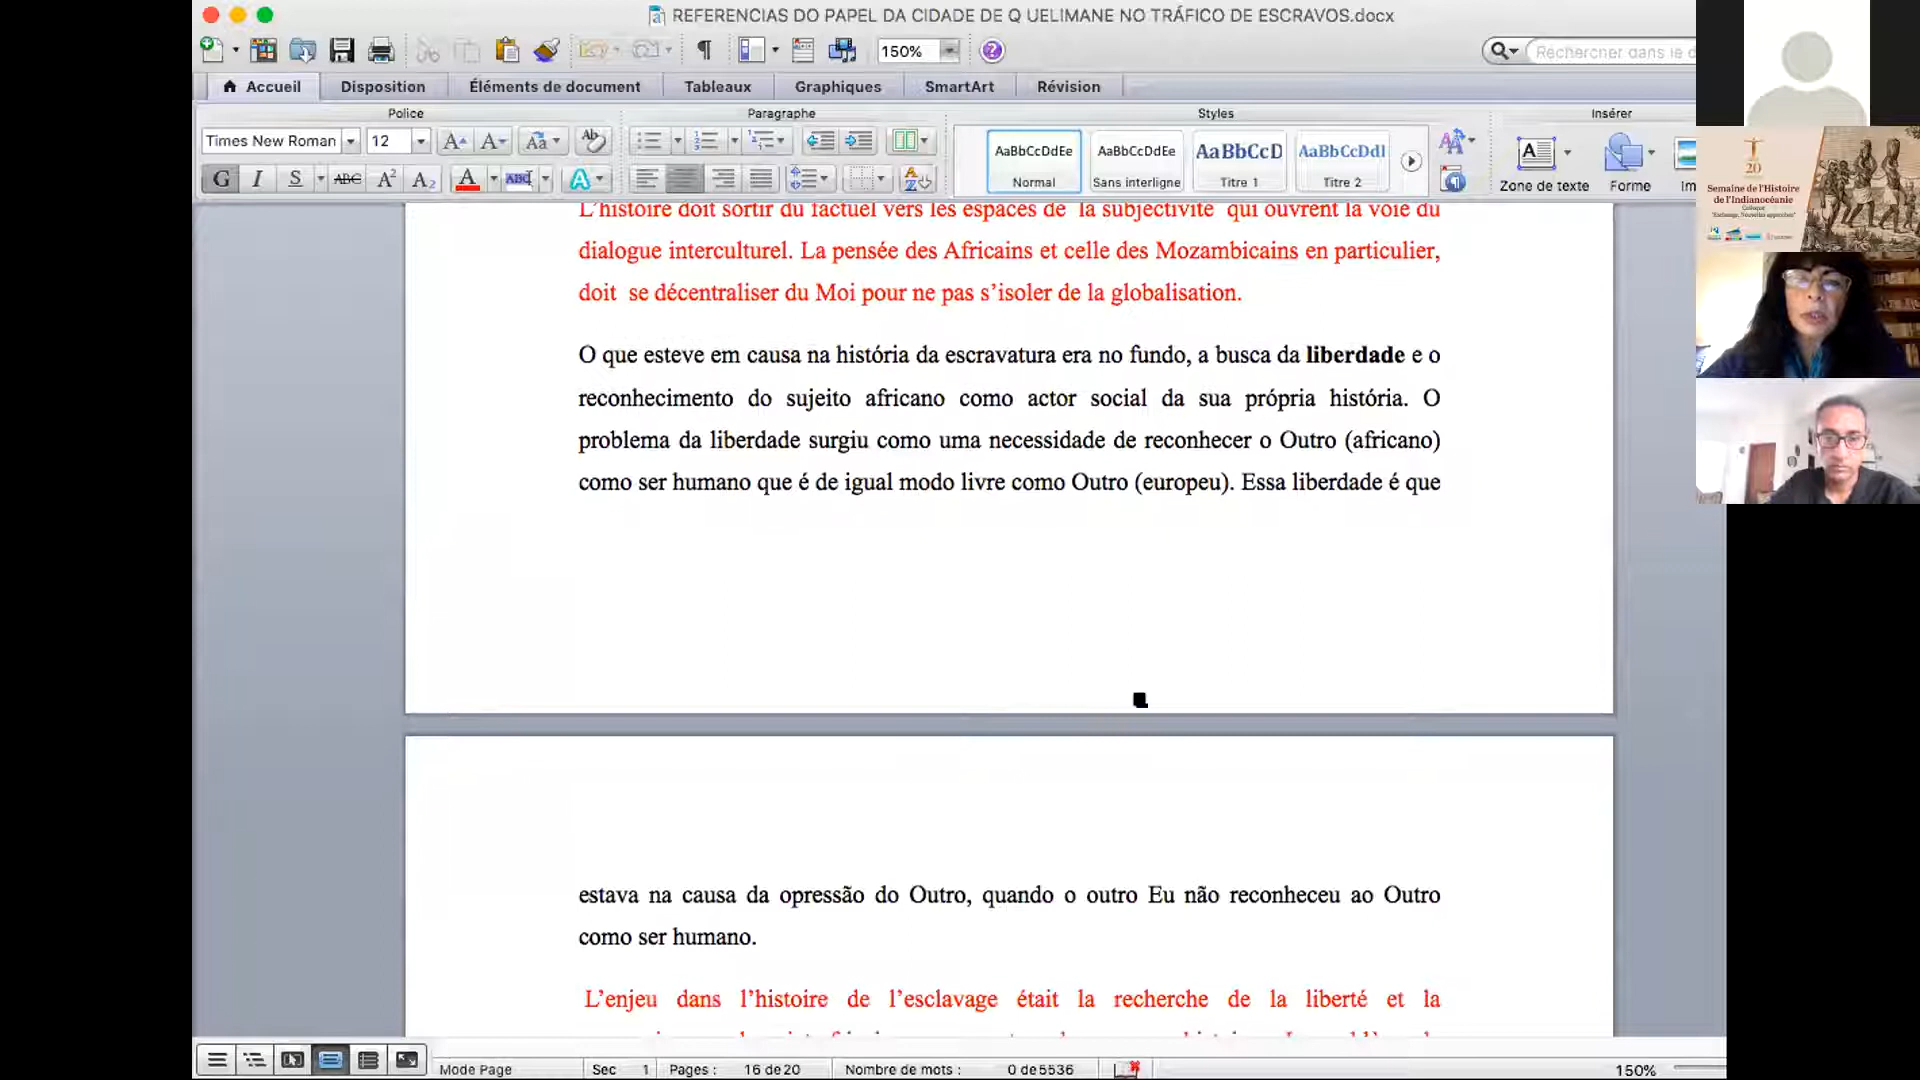 REFERENCIAS DO PAPEL DA CIDADE DE Q UELIMANE NO TRÁFICO DE ESCRAVOS.docx
150%
Rechercher dans le d
Accueil
Disposition
Éléments de document
Tableaux
Graphiques
SmartArt
Révision
Police
Paragraphe
Styles
Insérer
Times New Roman
12
AaBbCcDdEe
Normal
AaBbCcDdEe
Sans interligne
AaBbCcD
Titre 1
AaBbCcDdI
Titre 2
Zone de texte
Forme
Im
G I S ABC A² A₂
L'histoire doit sortir du factuel vers les espaces de la subjectivité qui ouvrent la voie du
dialogue interculturel. La pensée des Africains et celle des Mozambicains en particulier,
doit se décentraliser du Moi pour ne pas s'isoler de la globalisation.
O que esteve em causa na história da escravatura era no fundo, a busca da liberdade e o
reconhecimento do sujeito africano como actor social da sua própria história. O
problema da liberdade surgiu como uma necessidade de reconhecer o Outro (africano)
como ser humano que é de igual modo livre como Outro (europeu). Essa liberdade é que
estava na causa da opressão do Outro, quando o outro Eu não reconheceu ao Outro
como ser humano.
L'enjeu dans l'histoire de l'esclavage était la recherche de la liberté et la
20
Semaine de l'Histoire
de l'Indianocéanie
Mode Page
Sec 1
Pages : 16 de 20
Nombre de mots : 0 de 5536
150%